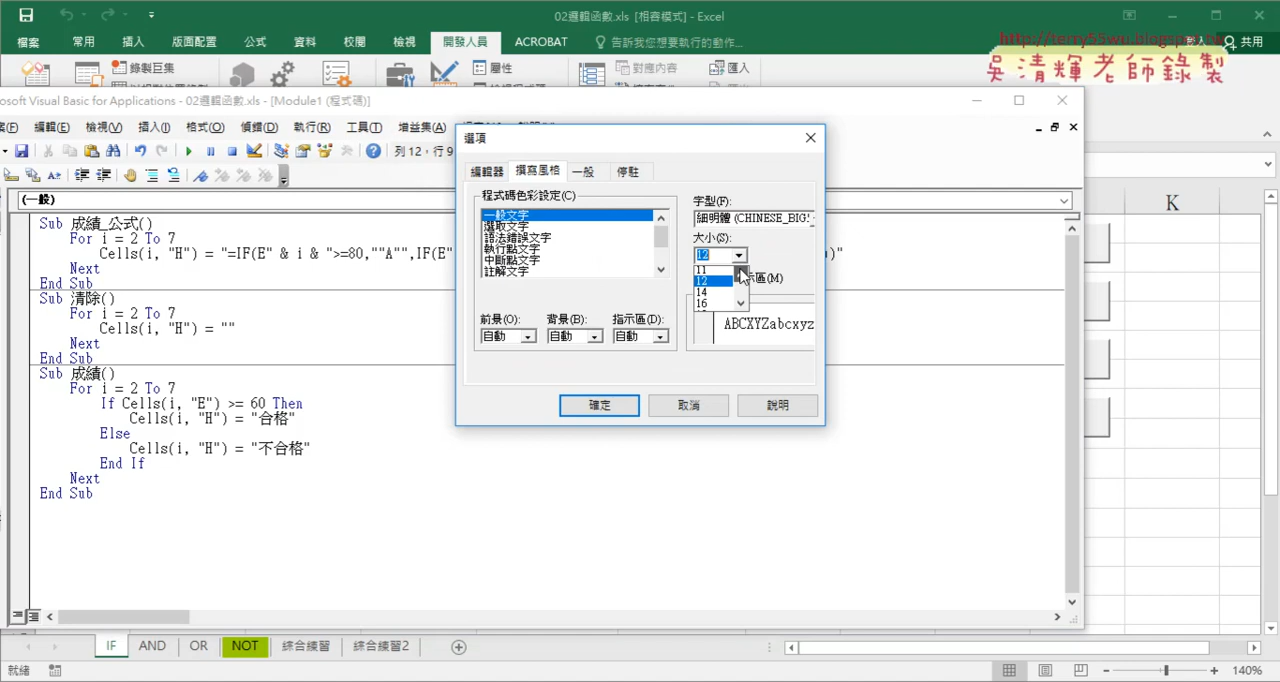 02邏輯函數.xls [相容模式] - Excel
檔案 常用 插入 版面配置 公式 資料 校閱 檢視 開發人員 ACROBAT 告訴我您想要執行的動作... 共用
http://terry55wu.blogspot.tw
吳清輝老師錄製
錄製巨集 屬性 對應內容 匯入
osoft Visual Basic for Applications - 02邏輯函數.xls - [Module1 (程式碼)]
編輯(E) 檢視(V) 插入(I) 格式(O) 偵錯(D) 執行(R) 工具(T) 增益集(A)
列 12, 行 9
(一般)
Sub 成績_公式()
For i = 2 To 7
Cells(i, "H") = "=IF(E" & i & ">=80,""A"",IF(E"
)"
Next
End Sub
Sub 清除()
For i = 2 To 7
Cells(i, "H") = ""
Next
End Sub
Sub 成績()
For i = 2 To 7
If Cells(i, "E") >= 60 Then
Cells(i, "H") = "合格"
Else
Cells(i, "H") = "不合格"
End If
Next
End Sub
選項
編輯器 撰寫風格 一般 停駐
程式碼色彩設定(C)
一般文字
選取文字
語法錯誤文字
執行點文字
中斷點文字
註解文字
前景(O): 背景(B): 指示區(D):
自動 自動 自動
字型(F):
細明體 (CHINESE_BIG5
大小(S):
12
11
12
14
16
示區(M)
ABCXYZabcxyz
確定 取消 說明
K
IF AND OR NOT 綜合練習 綜合練習2
就緒
140%